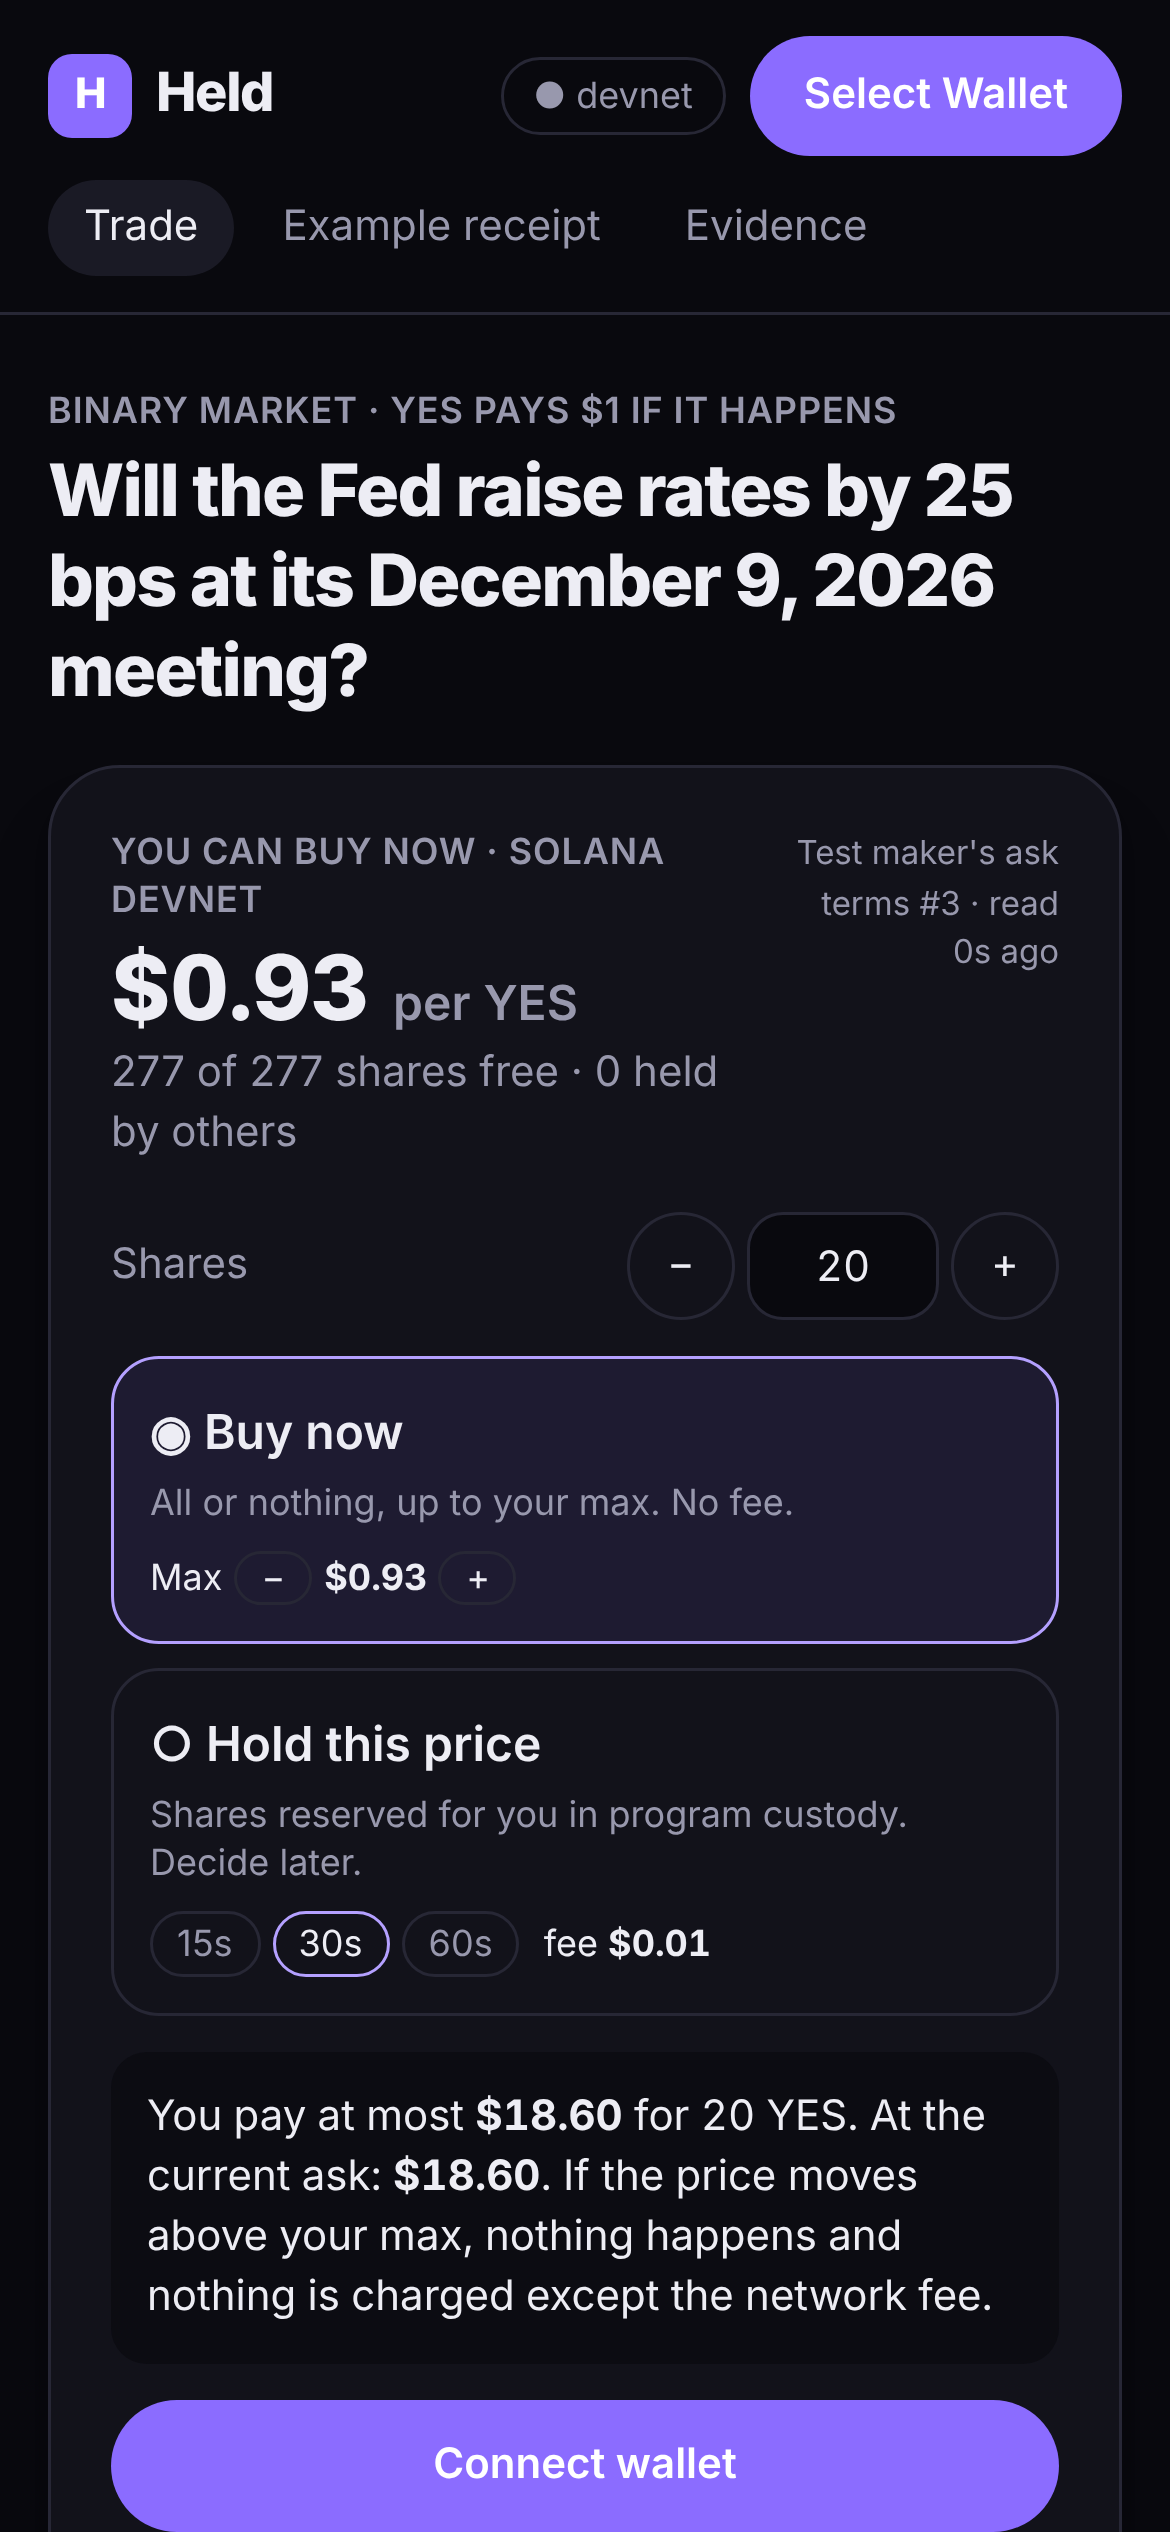 H Held
devnet
Select Wallet
Trade
Example receipt
Evidence
BINARY MARKET · YES PAYS $1 IF IT HAPPENS
Will the Fed raise rates by 25
bps at its December 9, 2026
meeting?
YOU CAN BUY NOW · SOLANA
DEVNET
Test maker's ask
terms #3 · read
0s ago
$0.93 per YES
277 of 277 shares free · 0 held
by others
Shares
− 20 +
Buy now
All or nothing, up to your max. No fee.
Max − $0.93 +
Hold this price
Shares reserved for you in program custody.
Decide later.
15s 30s 60s fee $0.01
You pay at most $18.60 for 20 YES. At the
current ask: $18.60. If the price moves
above your max, nothing happens and
nothing is charged except the network fee.
Connect wallet